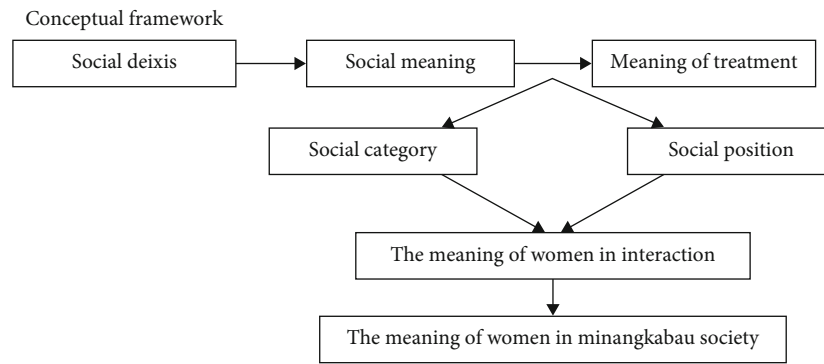 Conceptual framework
Social deixis
Social meaning
Meaning of treatment
Social category
Social position
The meaning of women in interaction
The meaning of women in minangkabau society